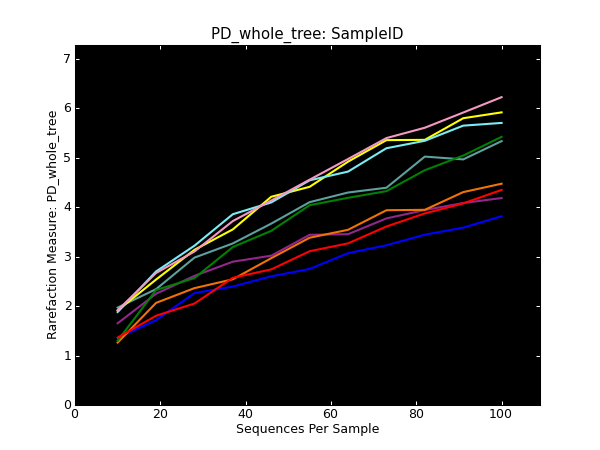 PD_whole_tree: SampleID
Rarefaction Measure: PD_whole_tree
7
6
5
4
3
2
1
0
0 20 40 60 80 100
Sequences Per Sample